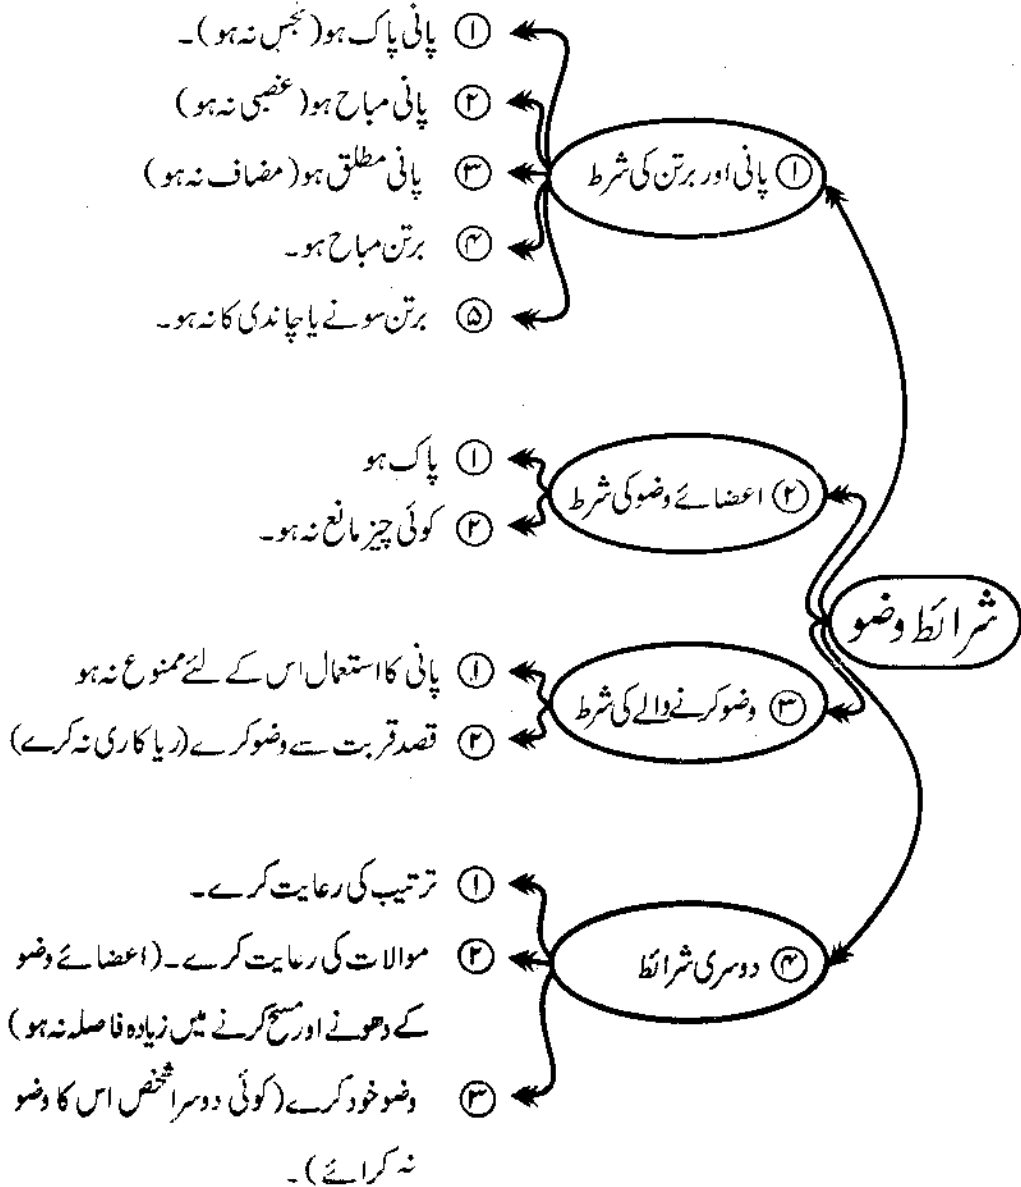 شرائط وضو
① پانی اور برتن کی شرط
① پانی پاک ہو (نجس نہ ہو)۔
② پانی مباح ہو (غصبی نہ ہو)
③ پانی مطلق ہو (مضاف نہ ہو)
④ برتن مباح ہو۔
⑤ برتن سونے یا چاندی کا نہ ہو۔
② اعضائے وضو کی شرط
① پاک ہو
② کوئی چیز مانع نہ ہو۔
③ وضو کرنے والے کی شرط
① پانی کا استعمال اس کے لئے ممنوع نہ ہو
② قصد قربت سے وضو کرے (ریا کاری نہ کرے)
④ دوسری شرائط
① ترتیب کی رعایت کرے۔
② موالات کی رعایت کرے۔ (اعضائے وضو
کے دھونے اور مسح کرنے میں زیادہ فاصلہ نہ ہو)
③ وضو خود کرے (کوئی دوسرا شخص اس کا وضو
نہ کرائے)۔